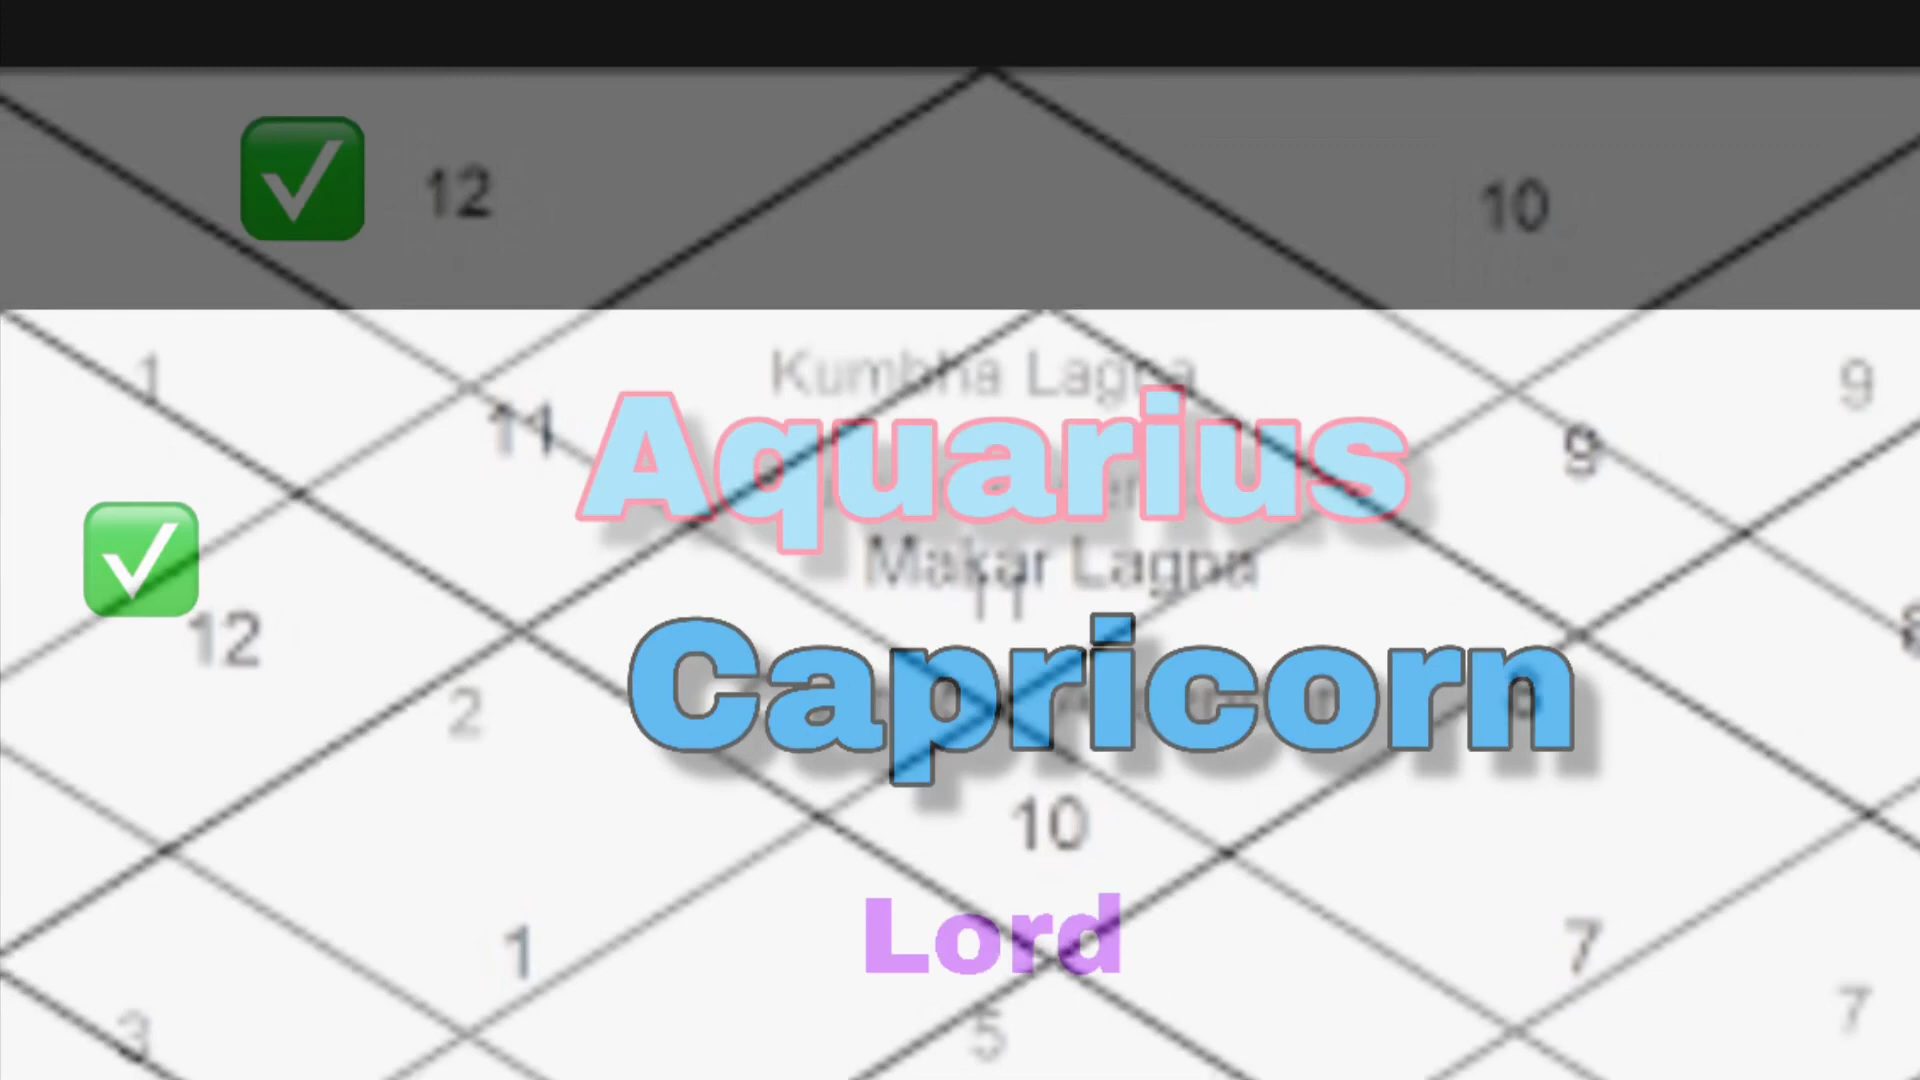 12 10
1 Kumbha Lagna 9
11 Aquarius 9
Makar Lagna
11
12
2 Capricorn 8
10
1 Lord 7
3 5 7